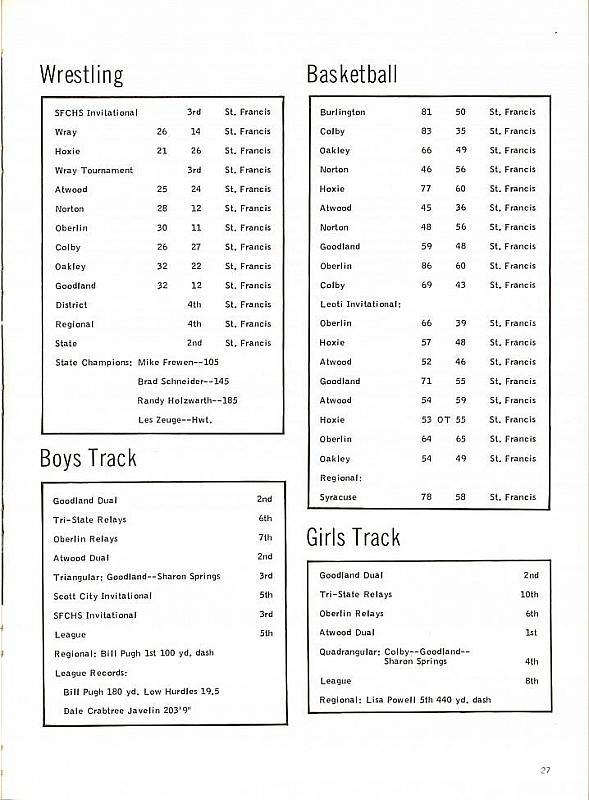 Wrestling
SFCHS Invitational 3rd St. Francis
Wray 26 14 St. Francis
Hoxie 21 26 St. Francis
Wray Tournament 3rd St. Francis
Atwood 25 24 St. Francis
Norton 28 12 St. Francis
Oberlin 30 11 St. Francis
Colby 26 27 St. Francis
Oakley 32 22 St. Francis
Goodland 32 12 St. Francis
District 4th St. Francis
Regional 4th St. Francis
State 2nd St. Francis
State Champions: Mike Frewen--105
Brad Schneider--145
Randy Holzwarth--185
Les Zeuge--Hwt.
Boys Track
Goodland Dual 2nd
Tri-State Relays 6th
Oberlin Relays 7th
Atwood Dual 2nd
Triangular: Goodland--Sharon Springs 3rd
Scott City Invitational 5th
SFCHS Invitational 3rd
League 5th
Regional: Bill Pugh 1st 100 yd. dash
League Records:
Bill Pugh 180 yd. Low Hurdles 19.5
Dale Crabtree Javelin 203'9"
Basketball
Burlington 81 50 St. Francis
Colby 83 35 St. Francis
Oakley 66 49 St. Francis
Norton 46 56 St. Francis
Hoxie 77 60 St. Francis
Atwood 45 36 St. Francis
Norton 48 56 St. Francis
Goodland 59 48 St. Francis
Oberlin 86 60 St. Francis
Colby 69 43 St. Francis
Leoti Invitational:
Oberlin 66 39 St. Francis
Hoxie 57 48 St. Francis
Atwood 52 46 St. Francis
Goodland 71 55 St. Francis
Atwood 54 59 St. Francis
Hoxie 53 OT 55 St. Francis
Oberlin 64 65 St. Francis
Oakley 54 49 St. Francis
Regional:
Syracuse 78 58 St. Francis
Girls Track
Goodland Dual 2nd
Tri-State Relays 10th
Oberlin Relays 6th
Atwood Dual 1st
Quadrangular: Colby--Goodland--
Sharon Springs 4th
League 8th
Regional: Lisa Powell 5th 440 yd. dash
27